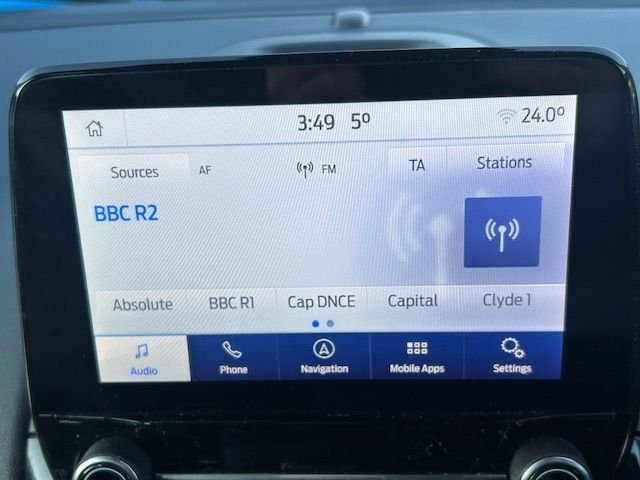 3:49 5º 24.0º
Sources AF FM TA Stations
BBC R2
Absolute BBC R1 Cap DNCE Capital Clyde 1
Audio Phone Navigation Mobile Apps Settings